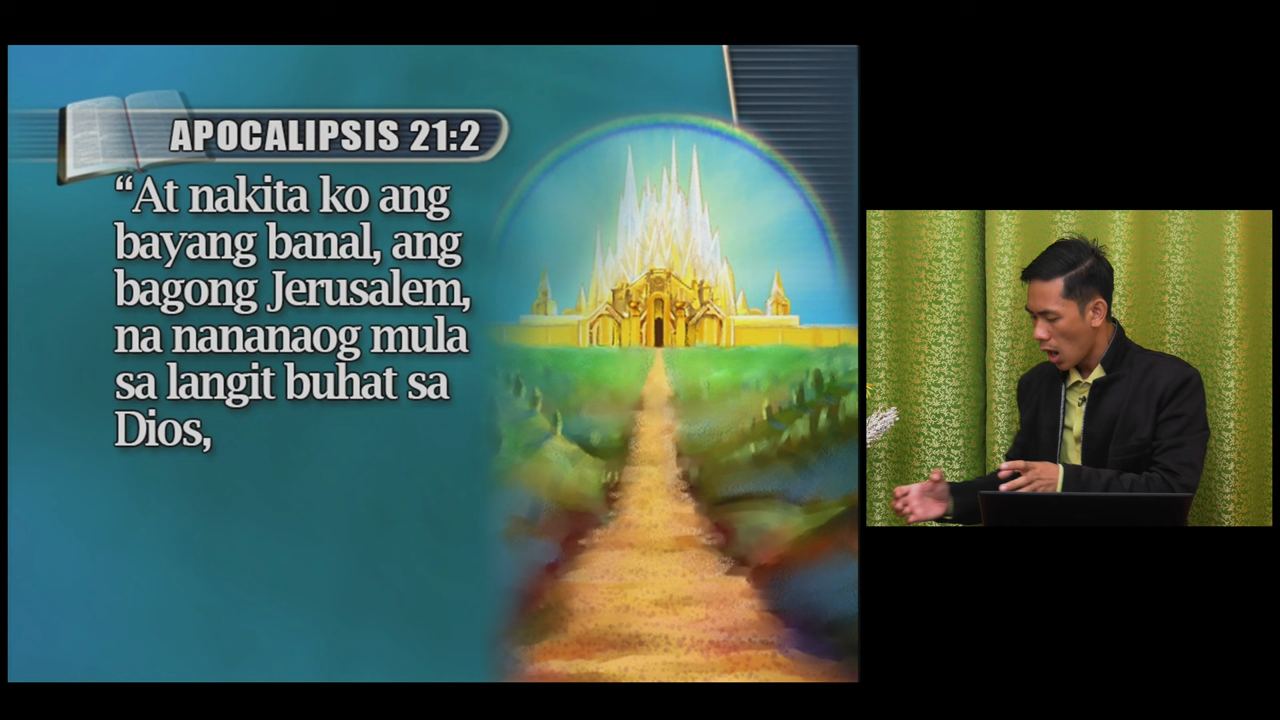 APOCALIPSIS 21:2
“At nakita ko ang
bayang banal, ang
bagong Jerusalem,
na nananaog mula
sa langit buhat sa
Dios,